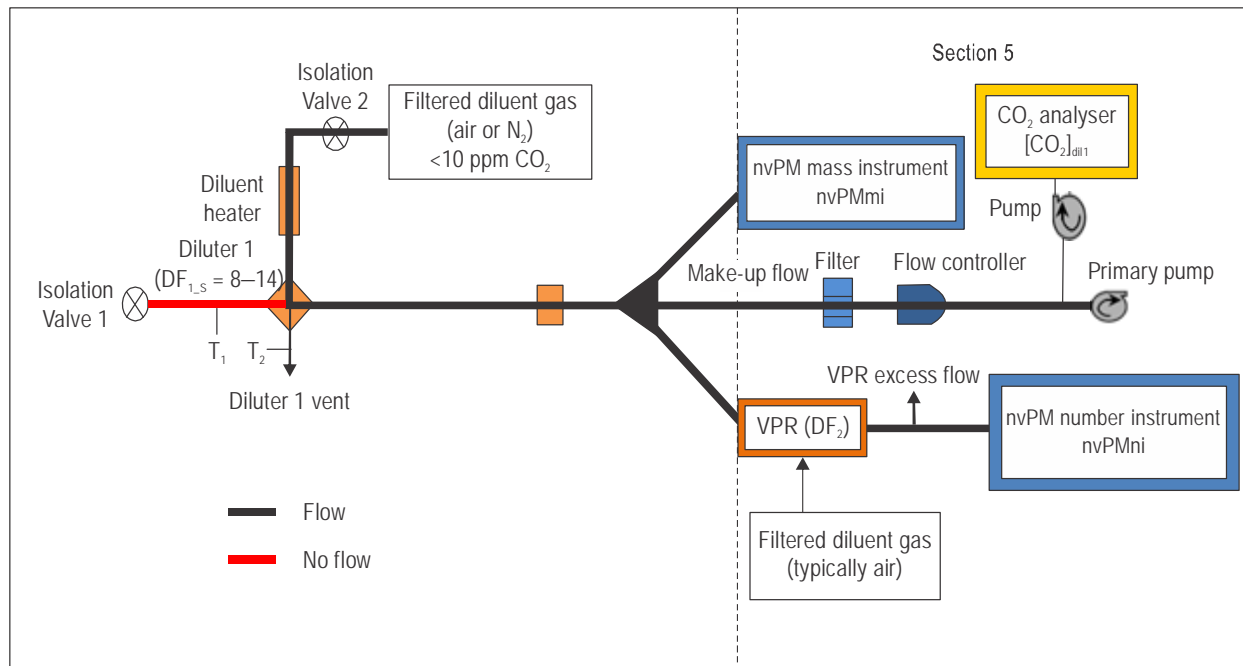 Section 5
Isolation
Valve 2
Filtered diluent gas
(air or N₂)
<10 ppm CO₂
CO₂ analyser
[CO₂]dil1
nvPM mass instrument
nvPMmi
Diluent
heater
Pump
Diluter 1
(DF₁_S = 8–14)
Isolation
Valve 1
Make-up flow
Filter
Flow controller
Primary pump
T₁
T₂
Diluter 1 vent
VPR excess flow
VPR (DF₂)
nvPM number instrument
nvPMni
Flow
No flow
Filtered diluent gas
(typically air)